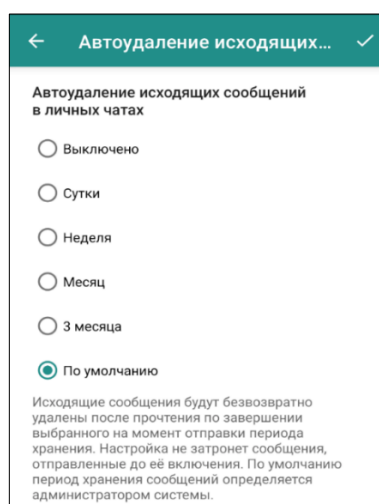 Автоудаление исходящих...
Автоудаление исходящих сообщений
в личных чатах
Выключено
Сутки
Неделя
Месяц
3 месяца
По умолчанию
Исходящие сообщения будут безвозвратно
удалены после прочтения по завершении
выбранного на момент отправки периода
хранения. Настройка не затронет сообщения,
отправленные до её включения. По умолчанию
период хранения сообщений определяется
администратором системы.